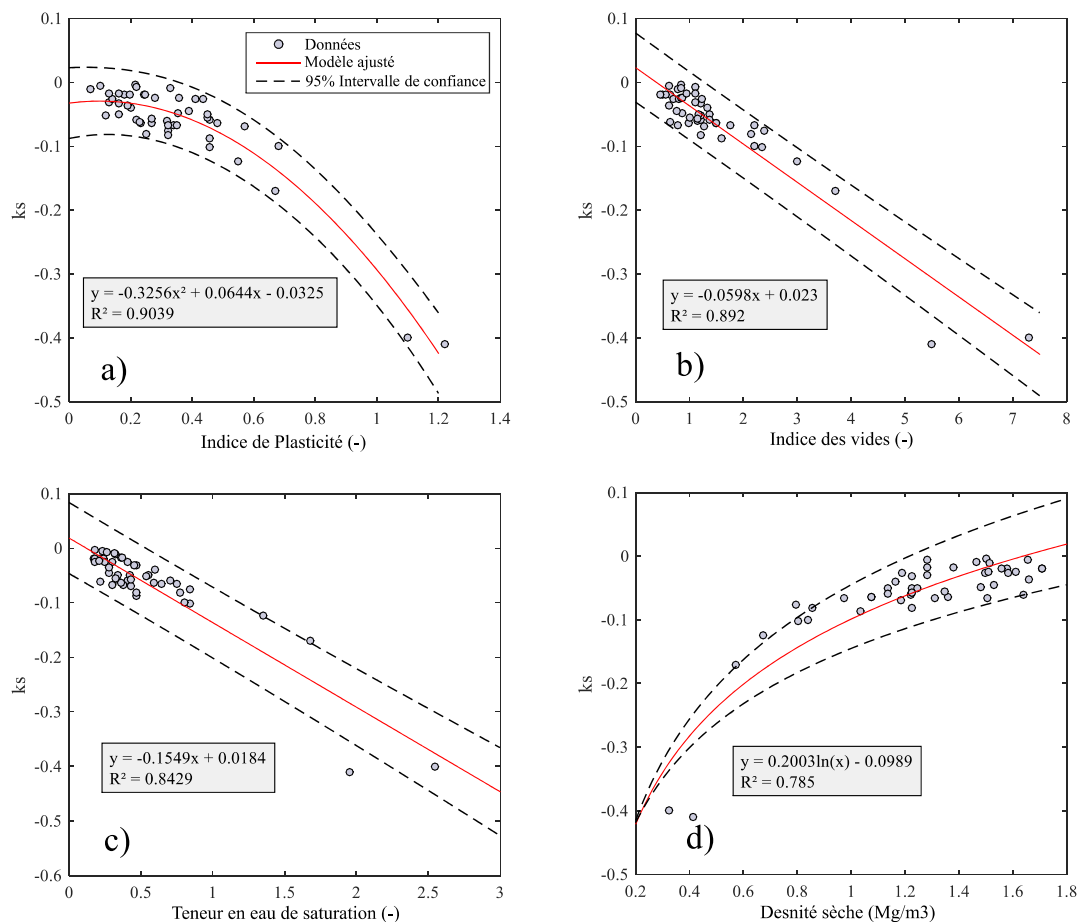 0.1
0
-0.1
-0.2
-0.3
-0.4
-0.5
ks
Données
Modèle ajusté
95% Intervalle de confiance
y = -0.3256x² + 0.0644x - 0.0325
R² = 0.9039
a)
0 0.2 0.4 0.6 0.8 1 1.2 1.4
Indice de Plasticité (-)
0.1
0
-0.1
-0.2
-0.3
-0.4
-0.5
ks
y = -0.0598x + 0.023
R² = 0.892
b)
0 1 2 3 4 5 6 7 8
Indice des vides (-)
0.1
0
-0.1
-0.2
-0.3
-0.4
-0.5
-0.6
ks
y = -0.1549x + 0.0184
R² = 0.8429
c)
0 0.5 1 1.5 2 2.5 3
Teneur en eau de saturation (-)
0.1
0
-0.1
-0.2
-0.3
-0.4
-0.5
ks
y = 0.2003ln(x) - 0.0989
R² = 0.785
d)
0.2 0.4 0.6 0.8 1 1.2 1.4 1.6 1.8
Desnité sèche (Mg/m3)